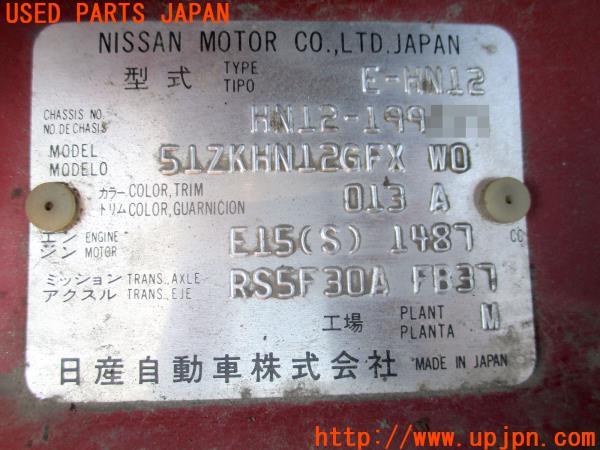 USED PARTS JAPAN
NISSAN MOTOR CO.,LTD.JAPAN
型式 TYPE TIPO E-HN12
CHASSIS NO. NO.DE CHASIS HN12-199
MODEL MODELO 51ZKHN12GFX W0
カラー COLOR,TRIM トリム COLOR,GUARNICION 013 A
エンジン ENGINE MOTOR E15(S) 1487 CC
ミッション アクスル TRANS.,AXLE TRANS.,EJE RS5F30A FB37
工場 PLANT PLANTA M
日産自動車株式会社 MADE IN JAPAN
http://www.upjpn.com